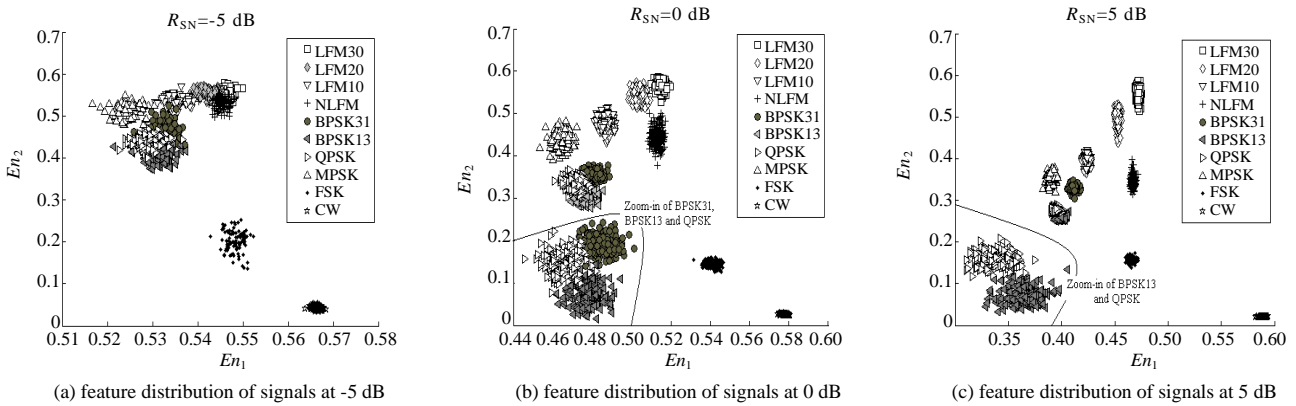 R_SN=-5 dB
0.7
0.6
0.5
0.4
0.3
0.2
0.1
0
En_2
0.51 0.52 0.53 0.54 0.55 0.56 0.57 0.58
En_1
LFM30
LFM20
LFM10
NLFM
BPSK31
BPSK13
QPSK
MPSK
FSK
CW
(a) feature distribution of signals at -5 dB
R_SN=0 dB
0.7
0.6
0.5
0.4
0.3
0.2
0.1
0
En_2
0.44 0.46 0.48 0.50 0.52 0.54 0.56 0.58 0.60
En_1
LFM30
LFM20
LFM10
NLFM
BPSK31
BPSK13
QPSK
MPSK
FSK
CW
Zoom-in of BPSK31,
BPSK13 and QPSK
(b) feature distribution of signals at 0 dB
R_SN=5 dB
0.7
0.6
0.5
0.4
0.3
0.2
0.1
0
En_2
0.35 0.40 0.45 0.50 0.55 0.60
En_1
LFM30
LFM20
LFM10
NLFM
BPSK31
BPSK13
QPSK
MPSK
FSK
CW
Zoom-in of BPSK13
and QPSK
(c) feature distribution of signals at 5 dB